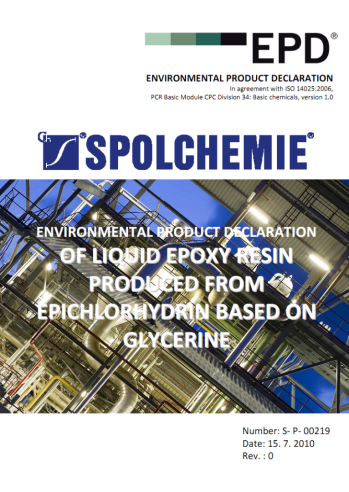 EPD®
ENVIRONMENTAL PRODUCT DECLARATION
In agreement with ISO 14025:2006,
PCR Basic Module CPC Division 34: Basic chemicals, version 1.0
®SPOLCHEMIE®
ENVIRONMENTAL PRODUCT DECLARATION
OF LIQUID EPOXY RESIN
PRODUCED FROM
EPICHLORHYDRIN BASED ON
GLYCERINE
Number: S- P- 00219
Date: 15. 7. 2010
Rev. : 0